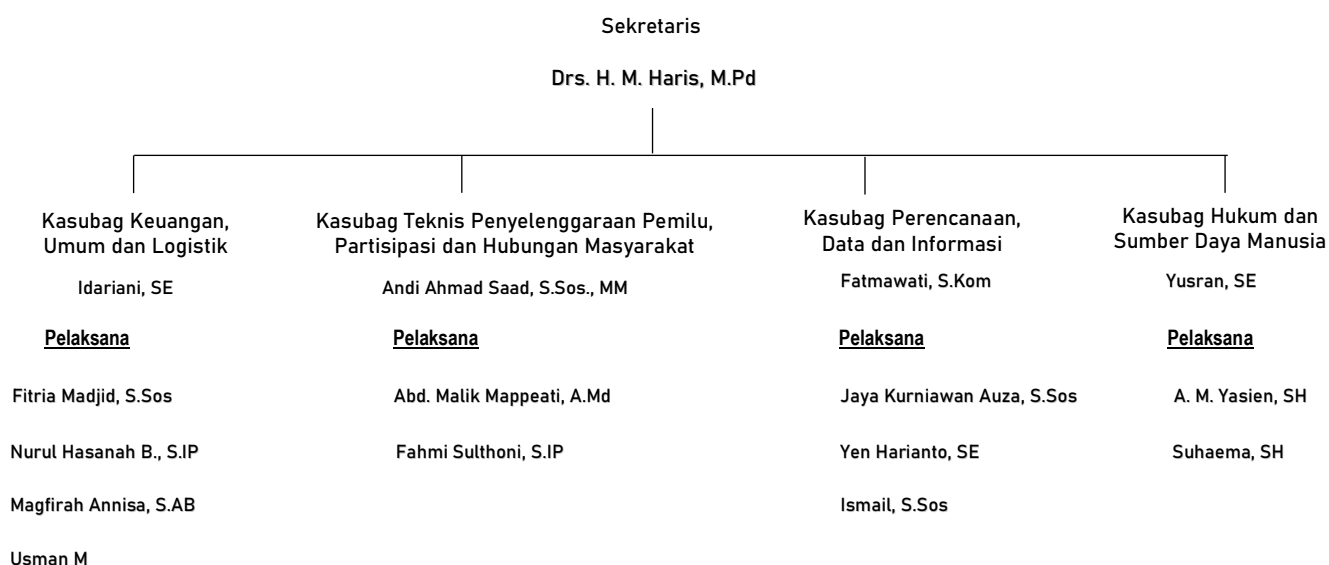 Sekretaris
Drs. H. M. Haris, M.Pd
Kasubag Keuangan,
Umum dan Logistik
Idariani, SE
Pelaksana
Fitria Madjid, S.Sos
Nurul Hasanah B., S.IP
Magfirah Annisa, S.AB
Usman M
Kasubag Teknis Penyelenggaraan Pemilu,
Partisipasi dan Hubungan Masyarakat
Andi Ahmad Saad, S.Sos., MM
Pelaksana
Abd. Malik Mappeati, A.Md
Fahmi Sulthoni, S.IP
Kasubag Perencanaan,
Data dan Informasi
Fatmawati, S.Kom
Pelaksana
Jaya Kurniawan Auza, S.Sos
Yen Harianto, SE
Ismail, S.Sos
Kasubag Hukum dan
Sumber Daya Manusia
Yusran, SE
Pelaksana
A. M. Yasien, SH
Suhaema, SH